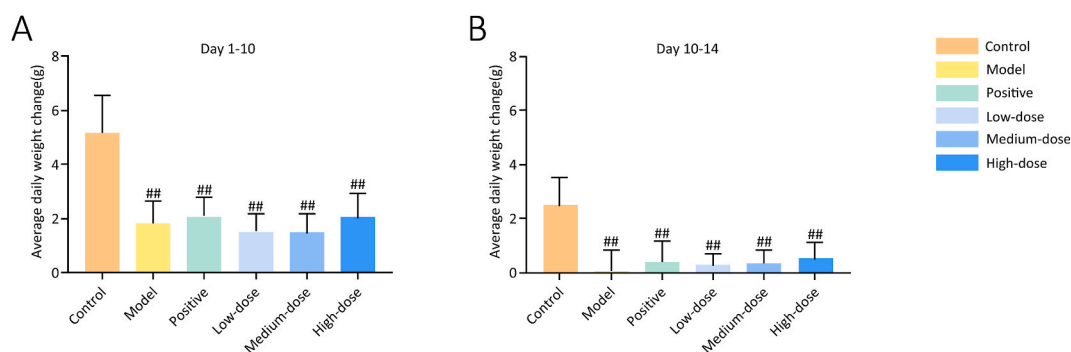 A
Day 1-10
Average daily weight change(g)
8
6
4
2
0
##
##
##
##
##
Control
Model
Positive
Low-dose
Medium-dose
High-dose
B
Day 10-14
Average daily weight change(g)
8
6
4
2
0
##
##
##
##
##
Control
Model
Positive
Low-dose
Medium-dose
High-dose
Control
Model
Positive
Low-dose
Medium-dose
High-dose